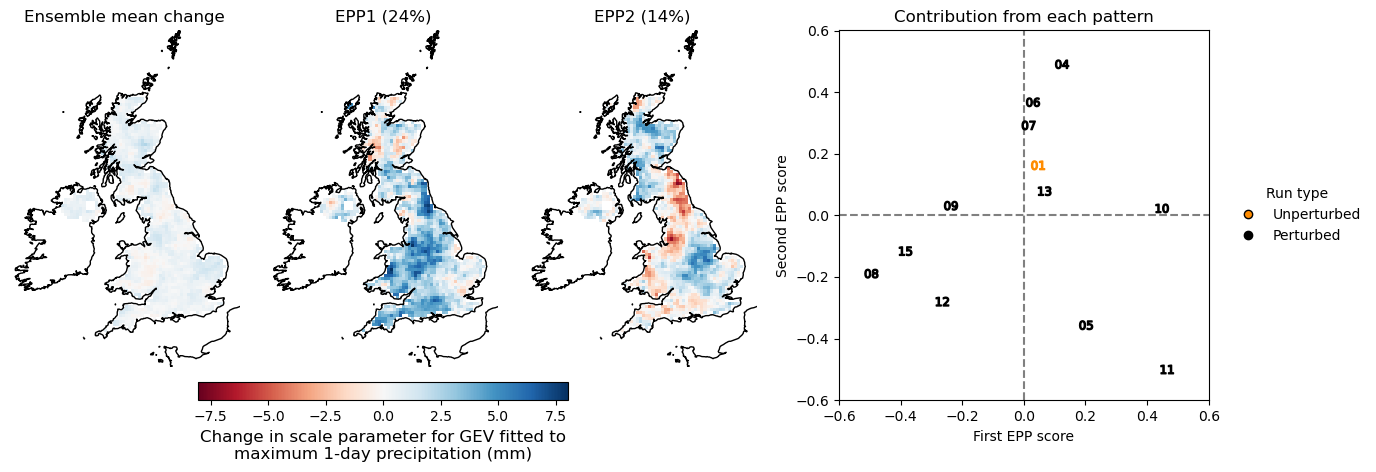 Ensemble mean change
EPP1 (24%)
EPP2 (14%)
Contribution from each pattern
−7.5 −5.0 −2.5 0.0 2.5 5.0 7.5
Change in scale parameter for GEV fitted to
maximum 1-day precipitation (mm)
Second EPP score
0.6
0.4
0.2
0.0
−0.2
−0.4
−0.6
04
06
07
01
13
09
10
15
08
12
05
11
−0.6 −0.4 −0.2 0.0 0.2 0.4 0.6
First EPP score
Run type
Unperturbed
Perturbed